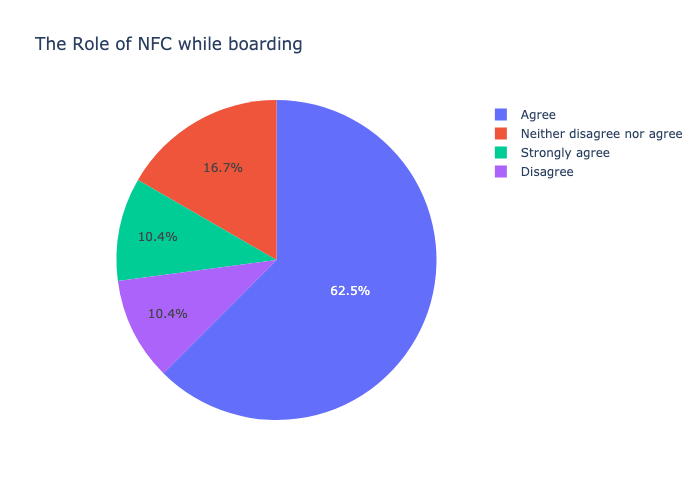 The Role of NFC while boarding
Agree
Neither disagree nor agree
Strongly agree
Disagree
16.7%
10.4%
62.5%
10.4%